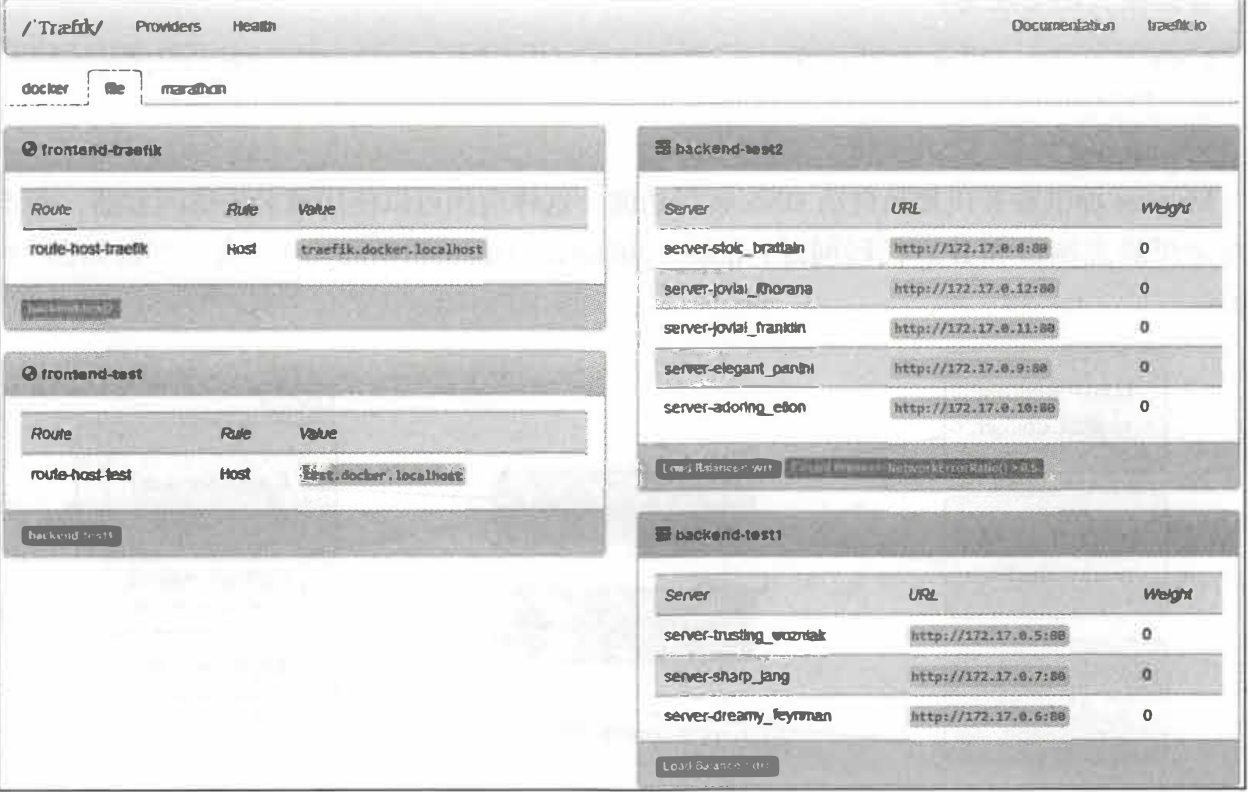 /ˈTræfɪk/ Providers Health Documentation traefik.io
docker file marathon
frontend-traefik
Route Rule Value
route-host-traefik Host traefik.docker.localhost
frontend-test
Route Rule Value
route-host-test Host test.docker.localhost
backend-test1
backend-test2
Server URL Weight
server-stoic_brattain http://172.17.0.8:80 0
server-jovial_khorana http://172.17.0.12:80 0
server-jovial_franklin http://172.17.0.11:80 0
server-elegant_panini http://172.17.0.9:80 0
server-adoring_elion http://172.17.0.10:80 0
Load Balancer: wrr NetworkErrorRatio() > 0.5
backend-test1
Server URL Weight
server-trusting_wozniak http://172.17.0.5:80 0
server-sharp_jang http://172.17.0.7:80 0
server-dreamy_feynman http://172.17.0.6:80 0
Load Balancer: drr